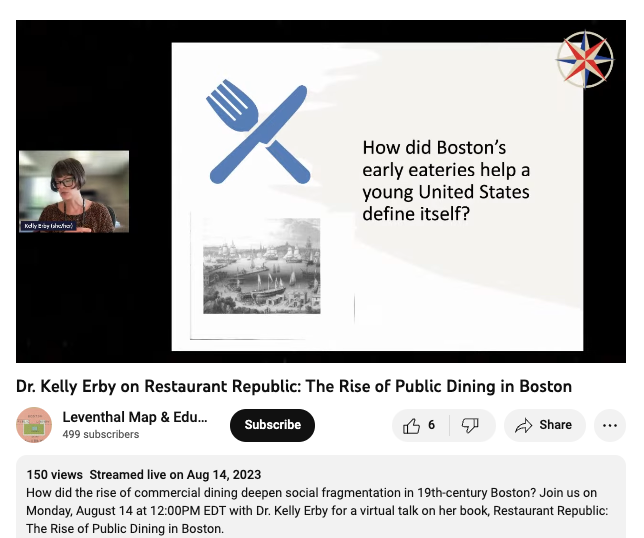 How did Boston's
early eateries help a
young United States
define itself?
Kelly Erby (she/her)
Dr. Kelly Erby on Restaurant Republic: The Rise of Public Dining in Boston
Leventhal Map & Edu...
499 subscribers
Subscribe
6
Share
150 views Streamed live on Aug 14, 2023
How did the rise of commercial dining deepen social fragmentation in 19th-century Boston? Join us on
Monday, August 14 at 12:00PM EDT with Dr. Kelly Erby for a virtual talk on her book, Restaurant Republic:
The Rise of Public Dining in Boston.